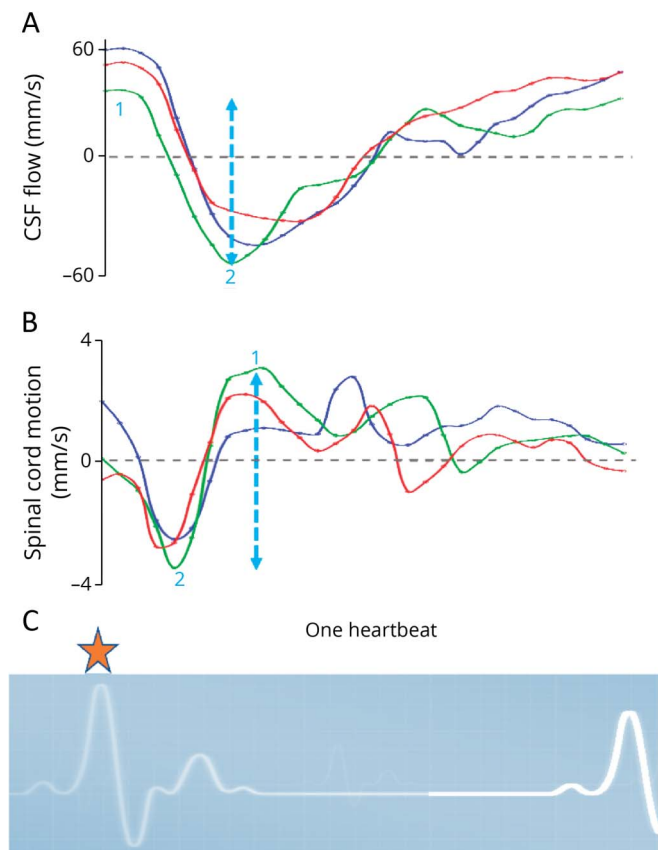 A
60
1
CSF flow (mm/s)
0
2
–60
B
4
1
Spinal cord motion
(mm/s)
0
2
–4
C
One heartbeat